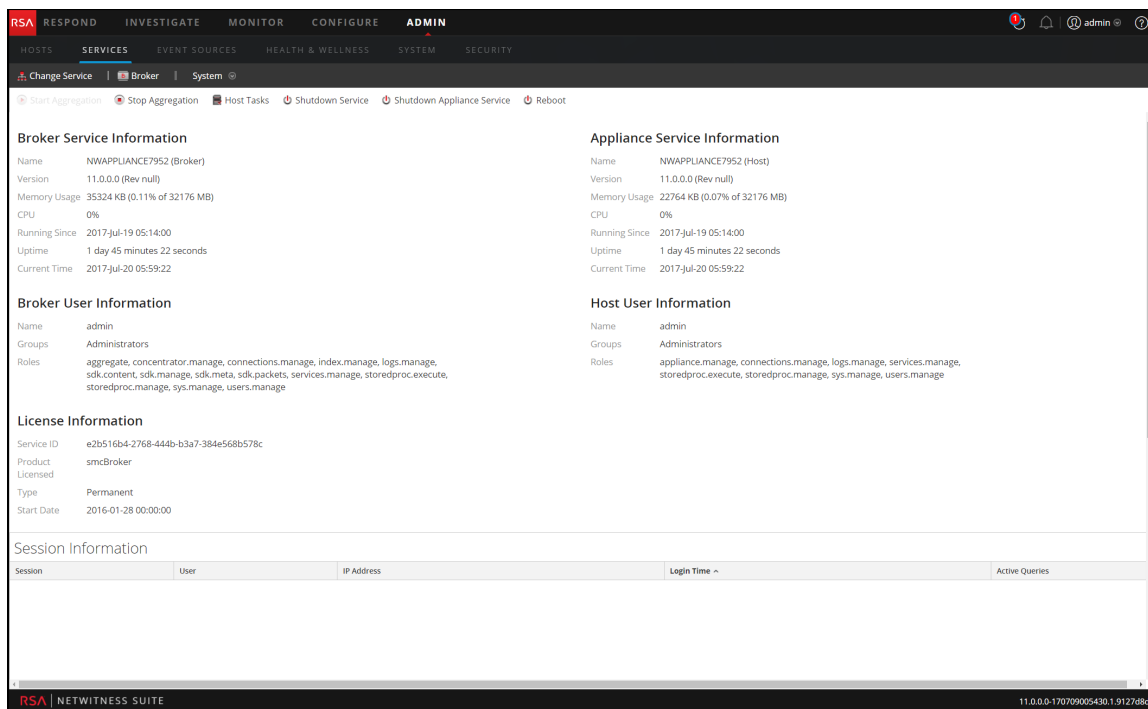 RSA RESPOND INVESTIGATE MONITOR CONFIGURE ADMIN 1 admin
HOSTS SERVICES EVENT SOURCES HEALTH & WELLNESS SYSTEM SECURITY
Change Service | Broker | System
Start Aggregation Stop Aggregation Host Tasks Shutdown Service Shutdown Appliance Service Reboot
Broker Service Information
Name NWAPPLIANCE7952 (Broker)
Version 11.0.0.0 (Rev null)
Memory Usage 35324 KB (0.11% of 32176 MB)
CPU 0%
Running Since 2017-Jul-19 05:14:00
Uptime 1 day 45 minutes 22 seconds
Current Time 2017-Jul-20 05:59:22
Appliance Service Information
Name NWAPPLIANCE7952 (Host)
Version 11.0.0.0 (Rev null)
Memory Usage 22764 KB (0.07% of 32176 MB)
CPU 0%
Running Since 2017-Jul-19 05:14:00
Uptime 1 day 45 minutes 22 seconds
Current Time 2017-Jul-20 05:59:22
Broker User Information
Name admin
Groups Administrators
Roles aggregate, concentrator.manage, connections.manage, index.manage, logs.manage,
sdk.content, sdk.manage, sdk.meta, sdk.packets, services.manage, storedproc.execute,
storedproc.manage, sys.manage, users.manage
Host User Information
Name admin
Groups Administrators
Roles appliance.manage, connections.manage, logs.manage, services.manage,
storedproc.execute, storedproc.manage, sys.manage, users.manage
License Information
Service ID e2b516b4-2768-444b-b3a7-384e568b578c
Product
Licensed smcBroker
Type Permanent
Start Date 2016-01-28 00:00:00
Session Information
Session User IP Address Login Time Active Queries
RSA | NETWITNESS SUITE 11.0.0.0-170709005430.1.9127d8